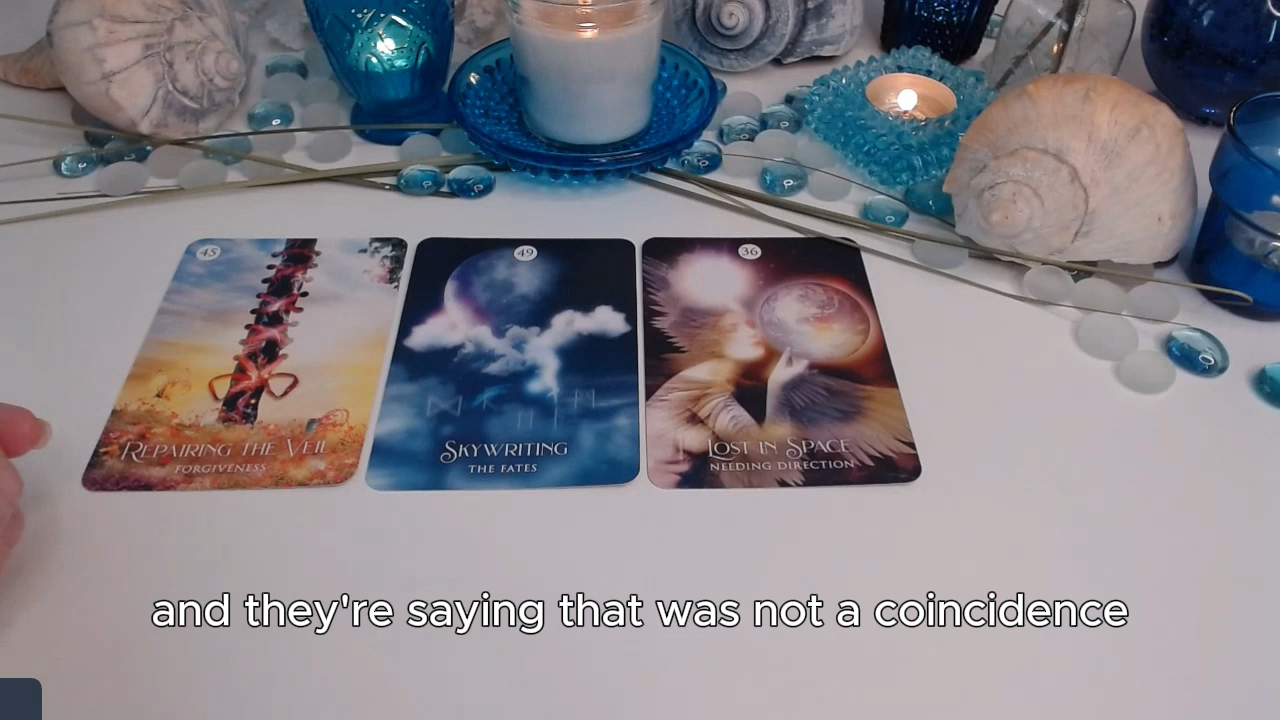 45
REPAIRING THE VEIL
FORGIVENESS
49
SKYWRITING
THE FATES
36
LOST IN SPACE
NEEDING DIRECTION
and they're saying that was not a coincidence